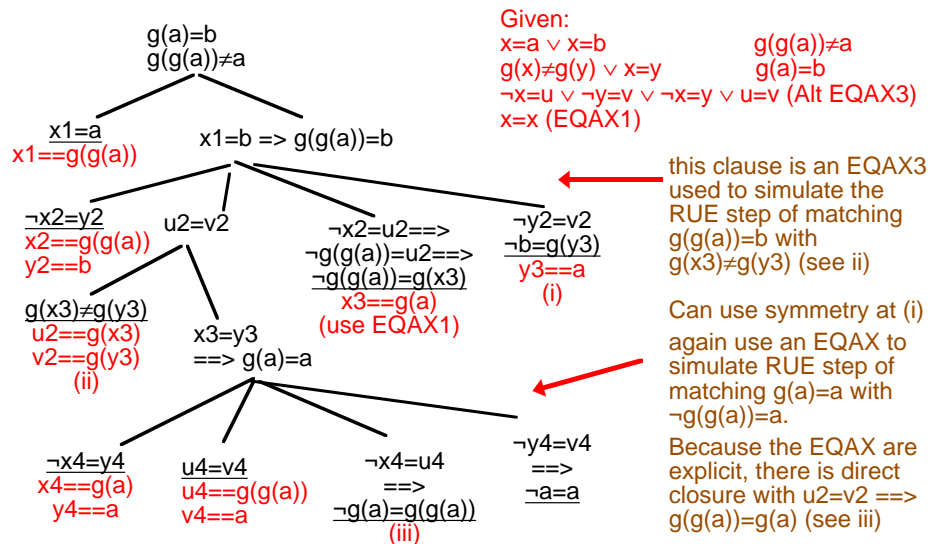 g(a)=b
g(g(a))≠a
Given:
x=a ∨ x=b
g(g(a))≠a
g(x)≠g(y) ∨ x=y
g(a)=b
¬x=u ∨ ¬y=v ∨ ¬x=y ∨ u=v (Alt EQAX3)
x=x (EQAX1)
x1=a
x1==g(g(a))
x1=b => g(g(a))=b
this clause is an EQAX3
used to simulate the
RUE step of matching
g(g(a))=b with
g(x3)≠g(y3) (see ii)
¬x2=y2
x2==g(g(a))
y2==b
u2=v2
¬x2=u2==>
¬g(g(a))=u2==>
¬g(g(a))=g(x3)
x3==g(a)
(use EQAX1)
¬y2=v2
¬b=g(y3)
y3==a
(i)
g(x3)≠g(y3)
u2==g(x3)
v2==g(y3)
(ii)
x3=y3
==> g(a)=a
Can use symmetry at (i)
again use an EQAX to
simulate RUE step of
matching g(a)=a with
¬g(g(a))=a.
Because the EQAX are
explicit, there is direct
closure with u2=v2 ==>
g(g(a))=g(a) (see iii)
¬x4=y4
x4==g(a)
y4==a
u4=v4
u4==g(g(a))
v4==a
¬x4=u4
==>
¬g(a)=g(g(a))
(iii)
¬y4=v4
==>
¬a=a